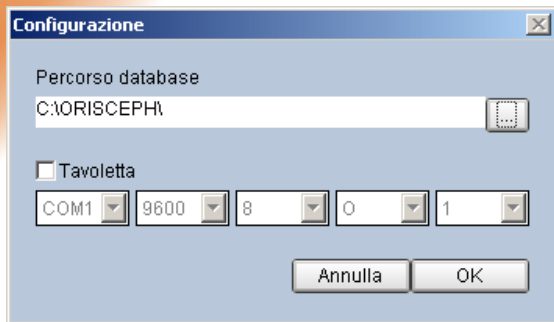 Configurazione
Percorso database
C:\ORISCEPH\
...
Tavoletta
COM1 9600 8 O 1
Annulla OK